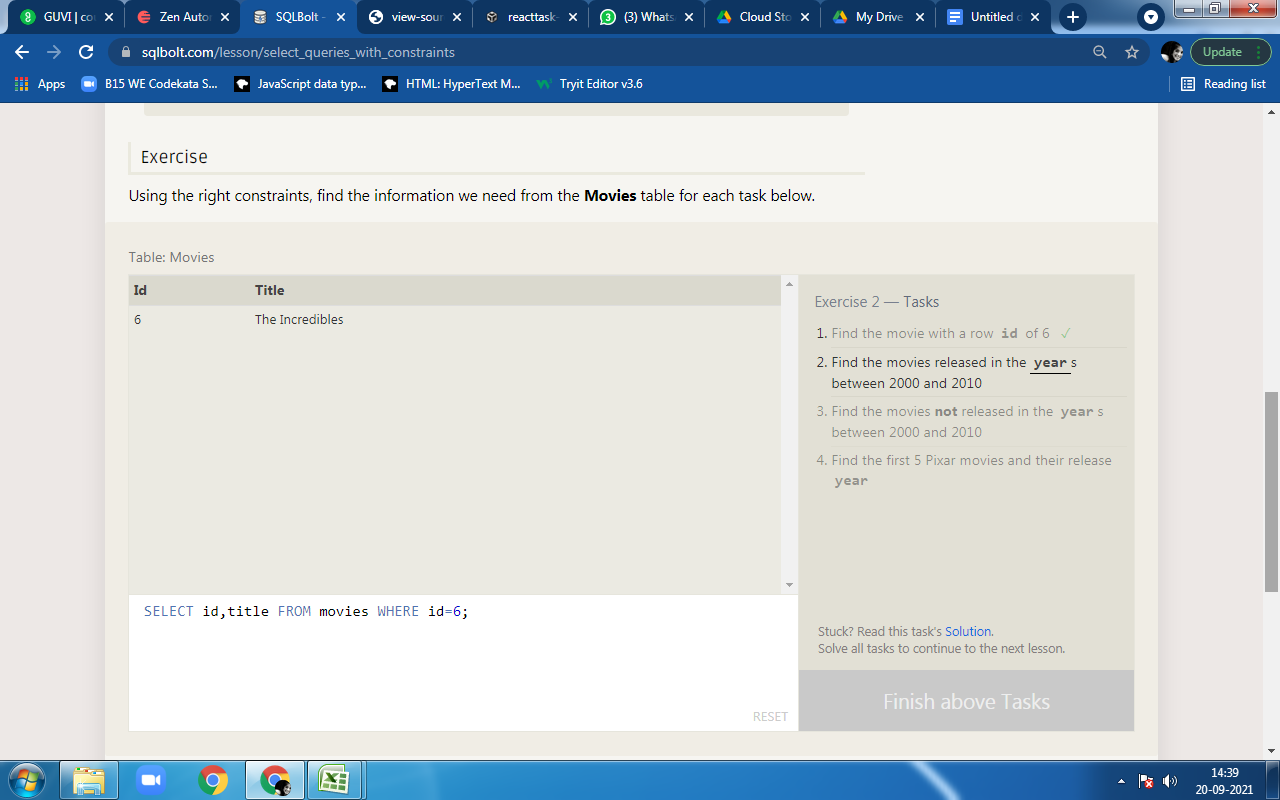 GUVI | co
Zen Auto
SQLBolt -
view-sour
reacttask-
(3) Whats
Cloud Sto
My Drive
Untitled
sqlbolt.com/lesson/select_queries_with_constraints
Update
Apps
B15 WE Codekata S...
JavaScript data typ...
HTML: HyperText M...
Tryit Editor v3.6
Reading list
Exercise
Using the right constraints, find the information we need from the Movies table for each task below.
Table: Movies
Id Title
6 The Incredibles
Exercise 2 — Tasks
1. Find the movie with a row id of 6 ✓
2. Find the movies released in the year s
between 2000 and 2010
3. Find the movies not released in the year s
between 2000 and 2010
4. Find the first 5 Pixar movies and their release
year
SELECT id,title FROM movies WHERE id=6;
RESET
Stuck? Read this task's Solution.
Solve all tasks to continue to the next lesson.
Finish above Tasks
14:39
20-09-2021